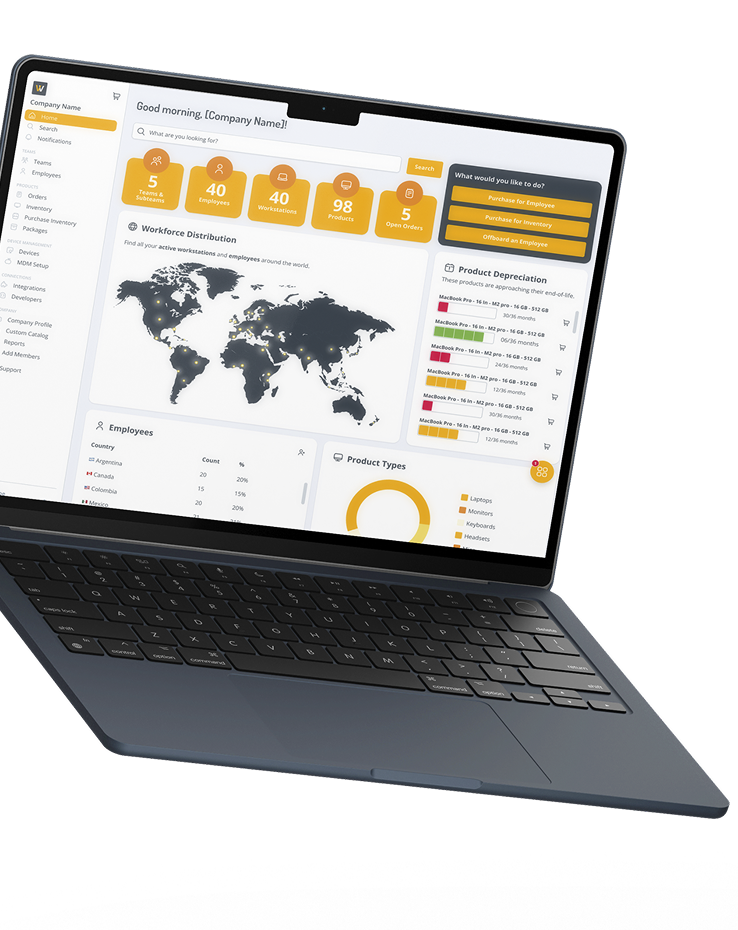 W
Company Name
Home
Search
Notifications
TEAMS
Teams
Employees
PRODUCTS
Orders
Inventory
Purchase Inventory
Packages
Devices
MDM Setup
Integrations
Developers
Company Profile
Custom Catalog
Reports
Add Members
Support
Good morning, [Company Name]!
What are you looking for?
Search
5
Teams &
Subteams
40
Employees
40
Workstations
98
Products
5
Open Orders
What would you like to do?
Purchase for Employee
Purchase for Inventory
Offboard an Employee
Workforce Distribution
Find all your active workstations and employees around the world.
Product Depreciation
These products are approaching their end-of-life.
MacBook Pro - 16 In - M2 pro - 16 GB - 512 GB
30/36 months
MacBook Pro - 16 In - M2 pro - 16 GB - 512 GB
06/36 months
MacBook Pro - 16 In - M2 pro - 16 GB - 512 GB
24/36 months
MacBook Pro - 16 In - M2 pro - 16 GB - 512 GB
12/36 months
MacBook Pro - 16 In - M2 pro - 16 GB - 512 GB
30/36 months
MacBook Pro - 16 In - M2 pro - 16 GB - 512 GB
12/36 months
Employees
Country Count %
Argentina 20 20%
Canada 15 15%
Colombia 20 20%
Mexico
Product Types
Laptops
Monitors
Keyboards
Headsets
tab Q W E R T Y U I O P
delete
caps lock A S D F G H J K L
return
shift Z X C V B N M < > ?
shift
fn control option command
command option